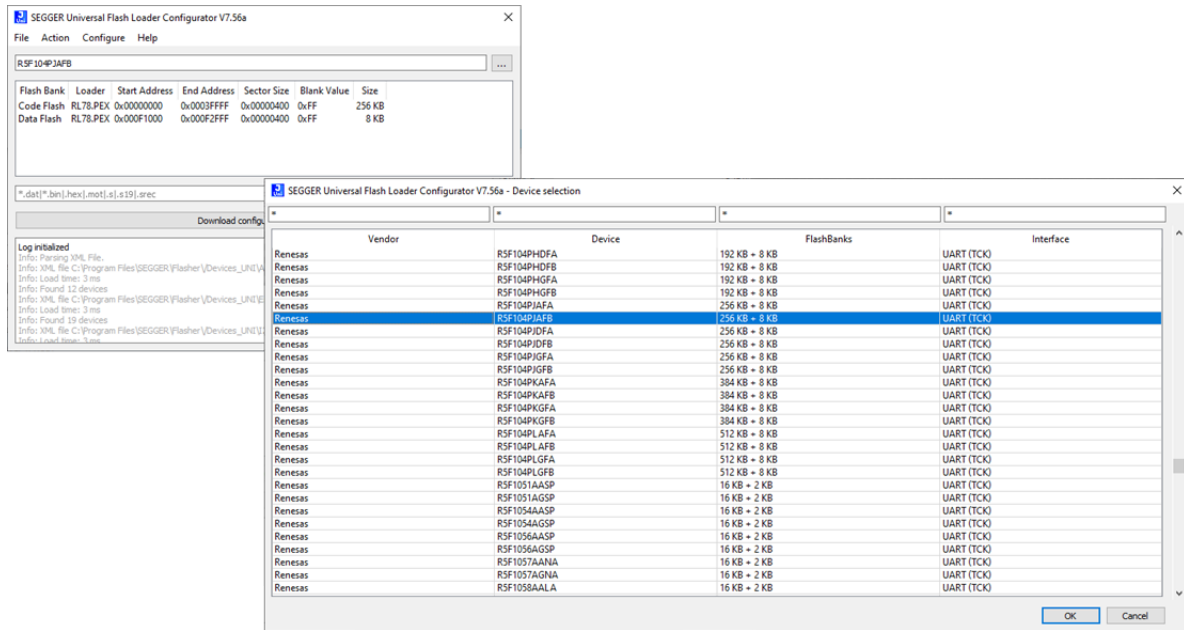 SEGGER Universal Flash Loader Configurator V7.56a
File Action Configure Help
R5F104PJAFB
...
Flash Bank Loader Start Address End Address Sector Size Blank Value Size
Code Flash RL78.PEX 0x00000000 0x0003FFFF 0x00000400 0xFF 256 KB
Data Flash RL78.PEX 0x000F1000 0x000F2FFF 0x00000400 0xFF 8 KB
*.dat|*.bin|.hex|.mot|.s|.s19|.srec
Download configu
Log initialized
Info: Parsing XML File.
Info: XML file C:\Program Files\SEGGER\Flasher\/Devices_UNI\A
Info: Load time: 3 ms
Info: Found 12 devices
Info: XML file C:\Program Files\SEGGER\Flasher\/Devices_UNI\E
Info: Load time: 3 ms
Info: Found 19 devices
Info: XML file C:\Program Files\SEGGER\Flasher\/Devices_UNI\
Info: Load time: 3 ms
SEGGER Universal Flash Loader Configurator V7.56a - Device selection
* * * *
Vendor Device FlashBanks Interface
Renesas R5F104PHDFA 192 KB + 8 KB UART (TCK)
Renesas R5F104PHDFB 192 KB + 8 KB UART (TCK)
Renesas R5F104PHGFA 192 KB + 8 KB UART (TCK)
Renesas R5F104PHGFB 192 KB + 8 KB UART (TCK)
Renesas R5F104PJAFA 256 KB + 8 KB UART (TCK)
Renesas R5F104PJAFB 256 KB + 8 KB UART (TCK)
Renesas R5F104PJDFA 256 KB + 8 KB UART (TCK)
Renesas R5F104PJDFB 256 KB + 8 KB UART (TCK)
Renesas R5F104PJGFA 256 KB + 8 KB UART (TCK)
Renesas R5F104PJGFB 256 KB + 8 KB UART (TCK)
Renesas R5F104PKAFA 384 KB + 8 KB UART (TCK)
Renesas R5F104PKAFB 384 KB + 8 KB UART (TCK)
Renesas R5F104PKGFA 384 KB + 8 KB UART (TCK)
Renesas R5F104PKGFB 384 KB + 8 KB UART (TCK)
Renesas R5F104PLAFA 512 KB + 8 KB UART (TCK)
Renesas R5F104PLAFB 512 KB + 8 KB UART (TCK)
Renesas R5F104PLGFA 512 KB + 8 KB UART (TCK)
Renesas R5F104PLGFB 512 KB + 8 KB UART (TCK)
Renesas R5F1051AASP 16 KB + 2 KB UART (TCK)
Renesas R5F1051AGSP 16 KB + 2 KB UART (TCK)
Renesas R5F1054AASP 16 KB + 2 KB UART (TCK)
Renesas R5F1054AGSP 16 KB + 2 KB UART (TCK)
Renesas R5F1056AASP 16 KB + 2 KB UART (TCK)
Renesas R5F1056AGSP 16 KB + 2 KB UART (TCK)
Renesas R5F1057AANA 16 KB + 2 KB UART (TCK)
Renesas R5F1057AGNA 16 KB + 2 KB UART (TCK)
Renesas R5F1058AALA 16 KB + 2 KB UART (TCK)
OK Cancel